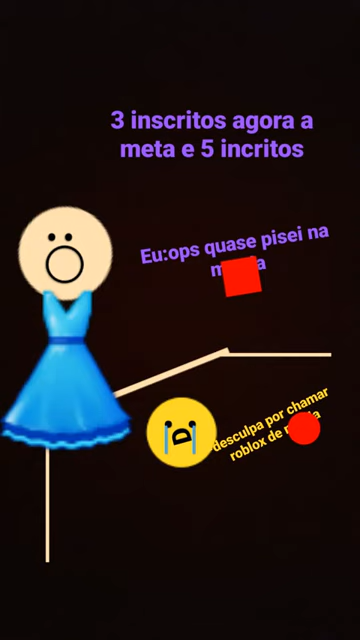 3 inscritos agora a
meta e 5 incritos
Eu:ops quase pisei na
desculpa por chamar
roblox de